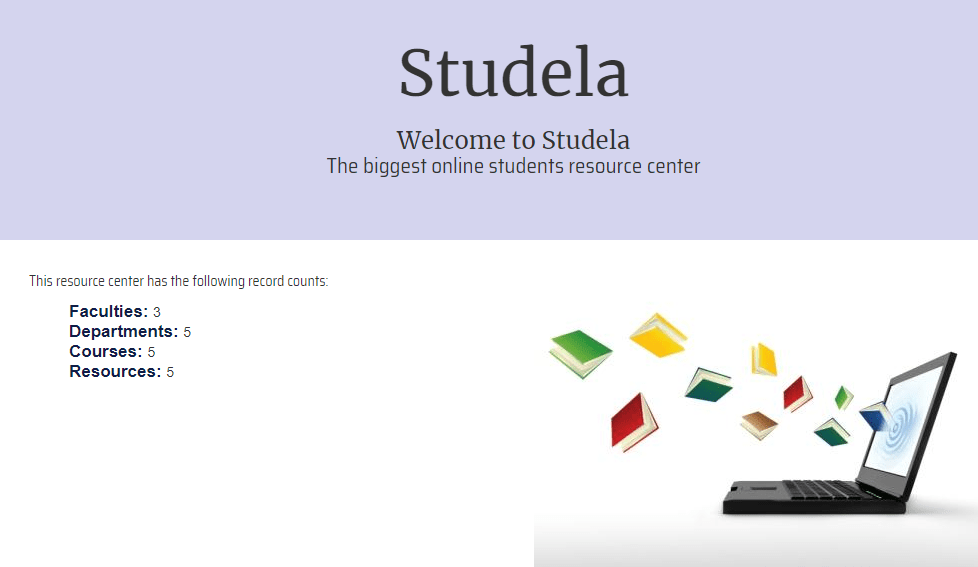 Studela
Welcome to Studela
The biggest online students resource center
This resource center has the following record counts:
Faculties: 3
Departments: 5
Courses: 5
Resources: 5